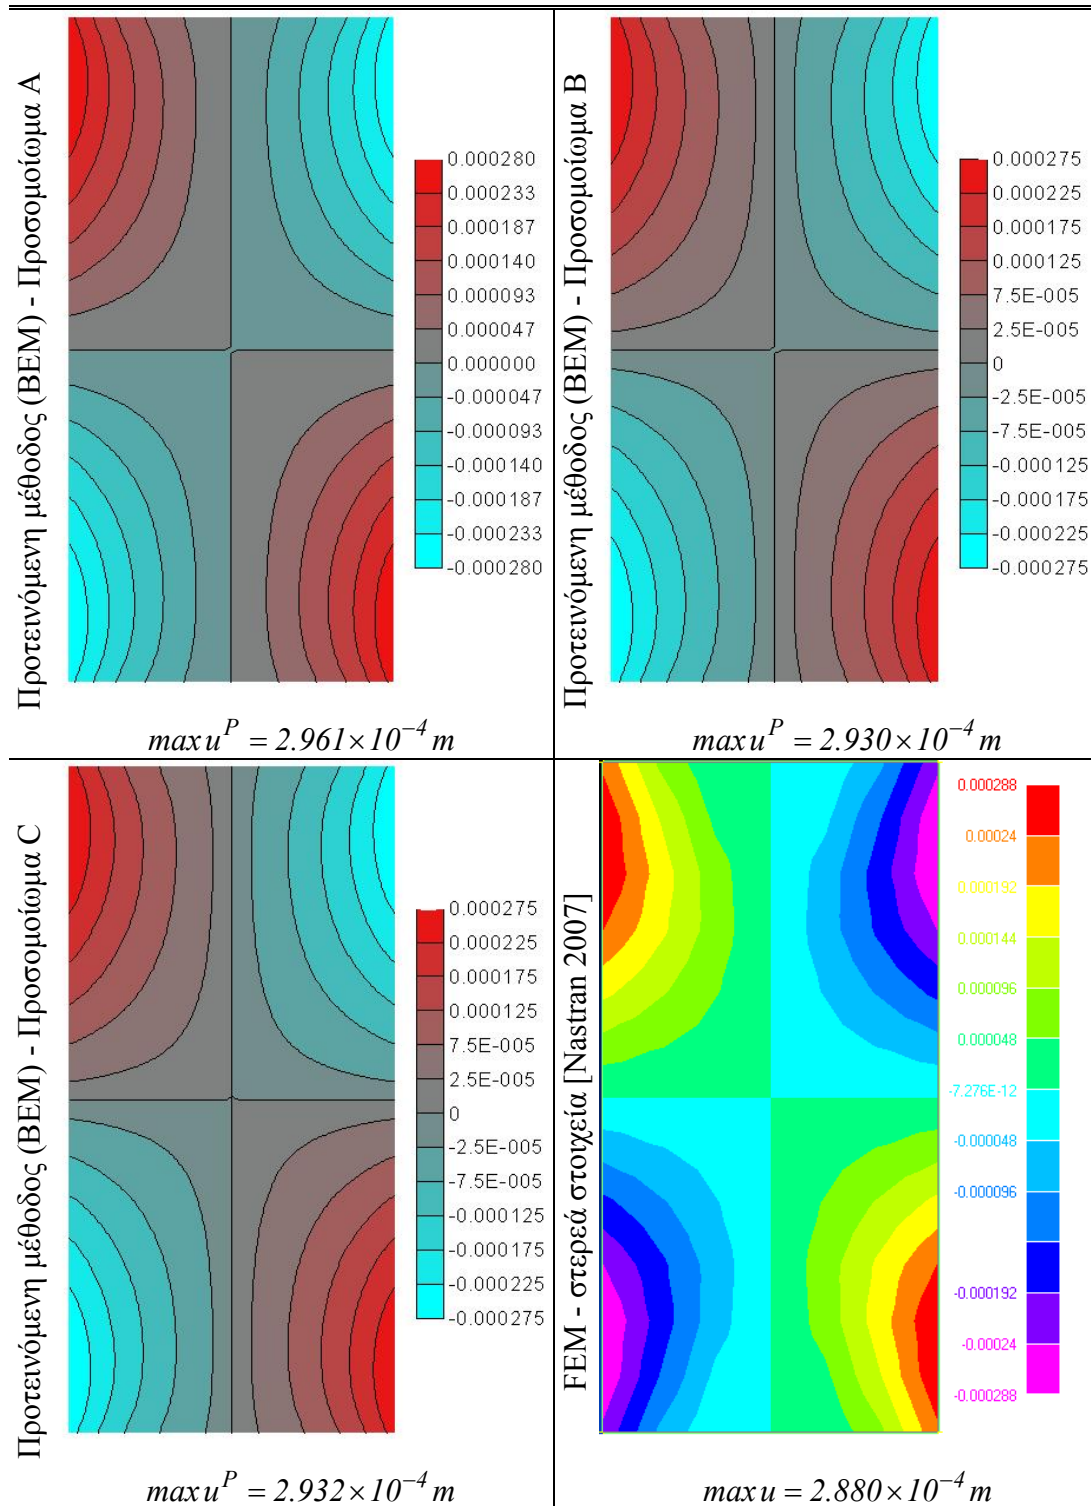 Προτεινόμενη μέθοδος (BEM) - Προσομοίωμα A
0.000280
0.000233
0.000187
0.000140
0.000093
0.000047
0.000000
-0.000047
-0.000093
-0.000140
-0.000187
-0.000233
-0.000280
max u^P = 2.961×10^{-4} m
Προτεινόμενη μέθοδος (BEM) - Προσομοίωμα B
0.000275
0.000225
0.000175
0.000125
7.5E-005
2.5E-005
0
-2.5E-005
-7.5E-005
-0.000125
-0.000175
-0.000225
-0.000275
max u^P = 2.930×10^{-4} m
Προτεινόμενη μέθοδος (BEM) - Προσομοίωμα C
0.000275
0.000225
0.000175
0.000125
7.5E-005
2.5E-005
0
-2.5E-005
-7.5E-005
-0.000125
-0.000175
-0.000225
-0.000275
max u^P = 2.932×10^{-4} m
FEM - στερεά στοιχεία [Nastran 2007]
0.000288
0.00024
0.000192
0.000144
0.000096
0.000048
-7.276E-12
-0.000048
-0.000096
-0.000192
-0.00024
-0.000288
max u = 2.880×10^{-4} m